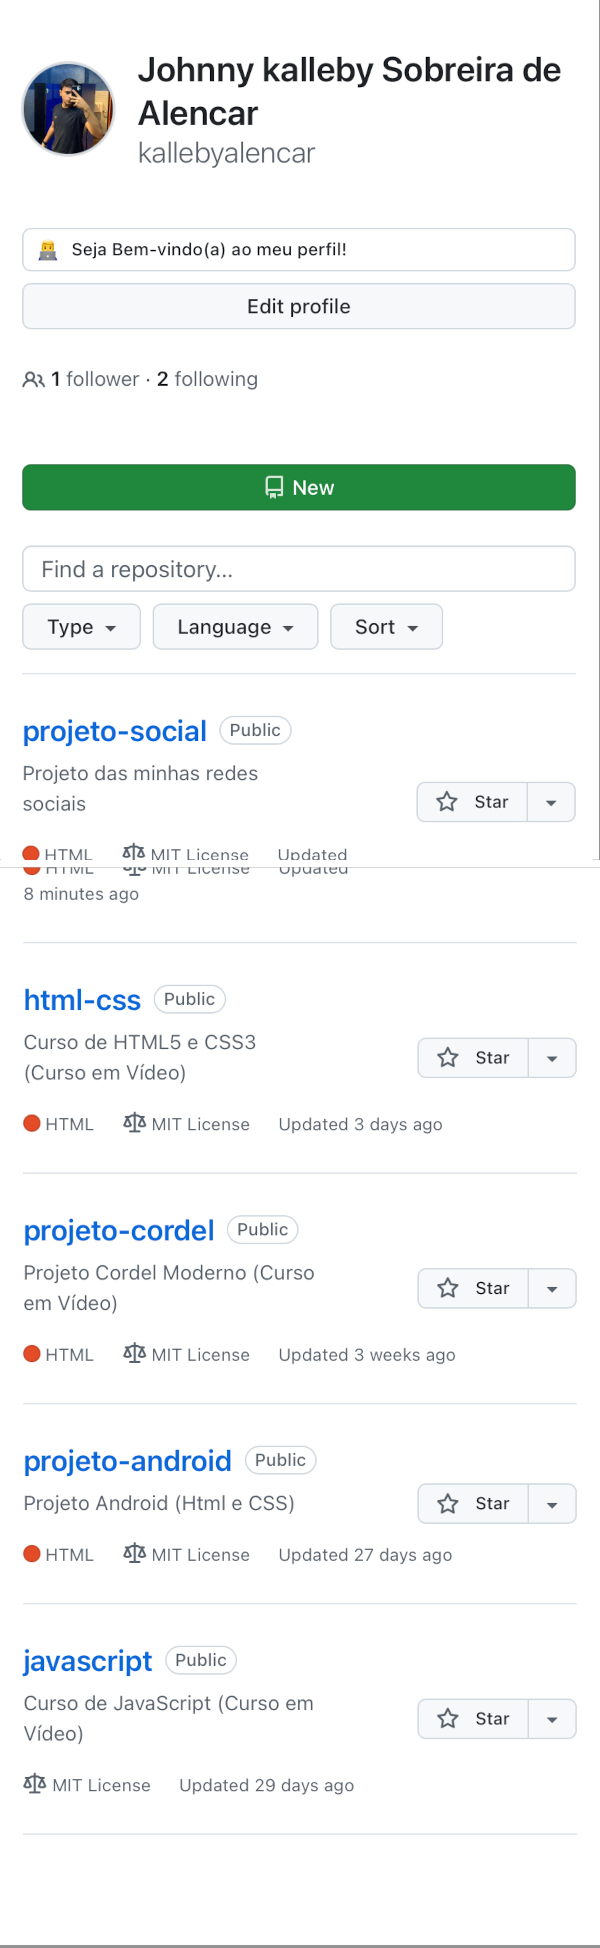 Johnny kalleby Sobreira de
Alencar
kallebyalencar
Seja Bem-vindo(a) ao meu perfil!
Edit profile
1 follower · 2 following
New
Find a repository...
Type
Language
Sort
projeto-social Public
Projeto das minhas redes
sociais
Star
HTML MIT License Updated
HTML MIT License Updated
8 minutes ago
html-css Public
Curso de HTML5 e CSS3
(Curso em Vídeo)
Star
HTML MIT License Updated 3 days ago
projeto-cordel Public
Projeto Cordel Moderno (Curso
em Vídeo)
Star
HTML MIT License Updated 3 weeks ago
projeto-android Public
Projeto Android (Html e CSS)
Star
HTML MIT License Updated 27 days ago
javascript Public
Curso de JavaScript (Curso em
Vídeo)
Star
MIT License Updated 29 days ago